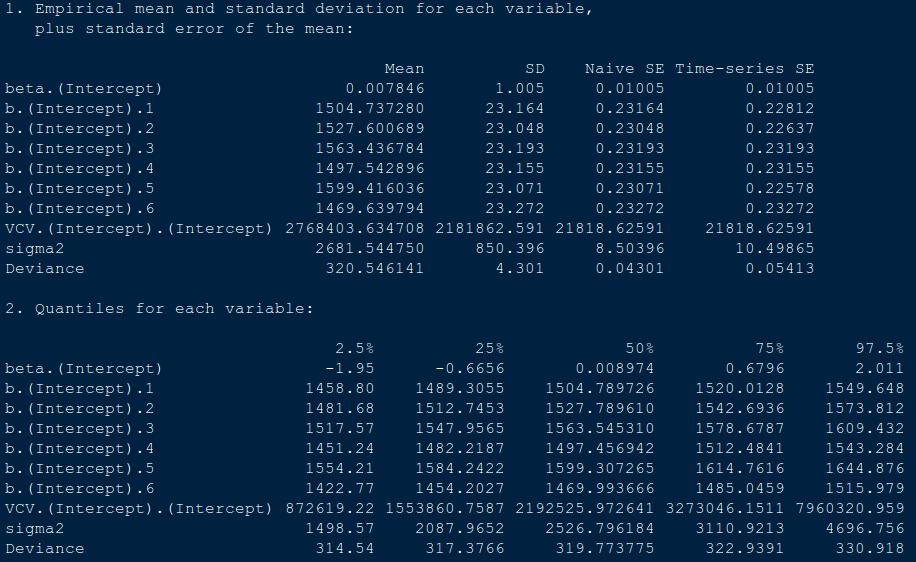 1. Empirical mean and standard deviation for each variable,
plus standard error of the mean:
Mean SD Naive SE Time-series SE
beta.(Intercept) 0.007846 1.005 0.01005 0.01005
b.(Intercept).1 1504.737280 23.164 0.23164 0.22812
b.(Intercept).2 1527.600689 23.048 0.23048 0.22637
b.(Intercept).3 1563.436784 23.193 0.23193 0.23193
b.(Intercept).4 1497.542896 23.155 0.23155 0.23155
b.(Intercept).5 1599.416036 23.071 0.23071 0.22578
b.(Intercept).6 1469.639794 23.272 0.23272 0.23272
VCV.(Intercept).(Intercept) 2768403.634708 2181862.591 21818.62591 21818.62591
sigma2 2681.544750 850.396 8.50396 10.49865
Deviance 320.546141 4.301 0.04301 0.05413
2. Quantiles for each variable:
2.5% 25% 50% 75% 97.5%
beta.(Intercept) -1.95 -0.6656 0.008974 0.6796 2.011
b.(Intercept).1 1458.80 1489.3055 1504.789726 1520.0128 1549.648
b.(Intercept).2 1481.68 1512.7453 1527.789610 1542.6936 1573.812
b.(Intercept).3 1517.57 1547.9565 1563.545310 1578.6787 1609.432
b.(Intercept).4 1451.24 1482.2187 1497.456942 1512.4841 1543.284
b.(Intercept).5 1554.21 1584.2422 1599.307265 1614.7616 1644.876
b.(Intercept).6 1422.77 1454.2027 1469.993666 1485.0459 1515.979
VCV.(Intercept).(Intercept) 872619.22 1553860.7587 2192525.972641 3273046.1511 7960320.959
sigma2 1498.57 2087.9652 2526.796184 3110.9213 4696.756
Deviance 314.54 317.3766 319.773775 322.9391 330.918